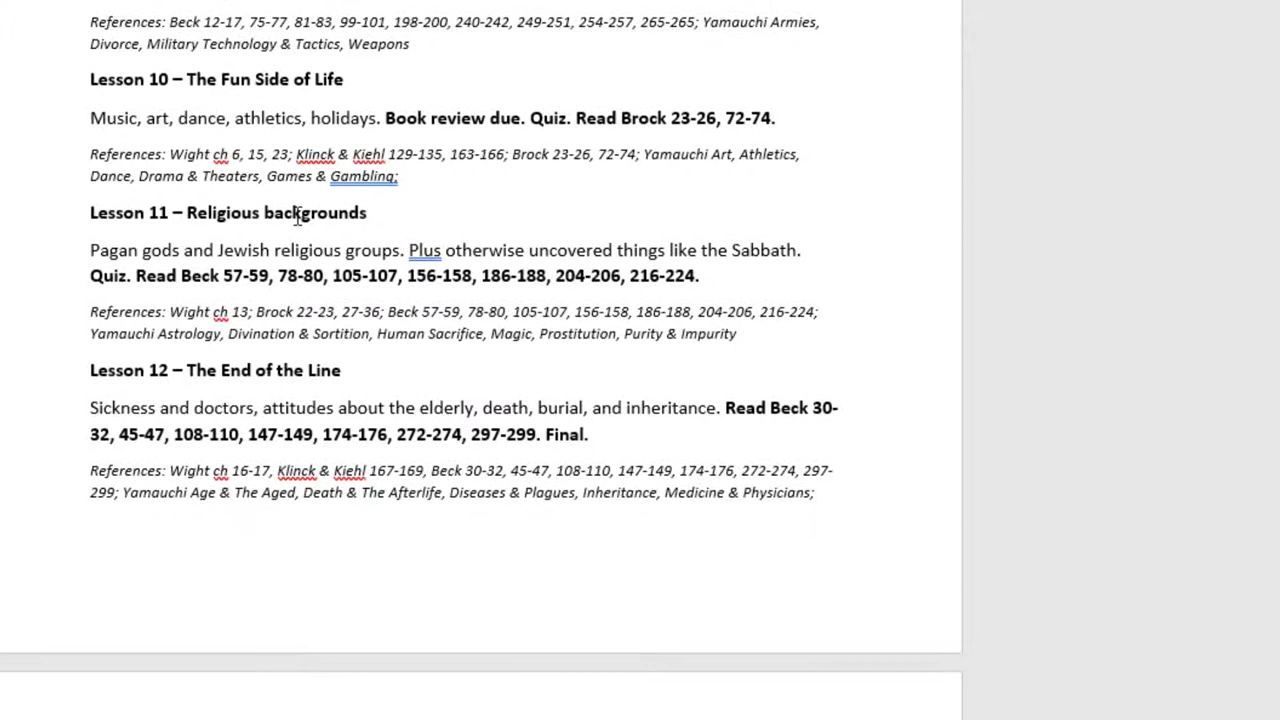 References: Beck 12-17, 75-77, 81-83, 99-101, 198-200, 240-242, 249-251, 254-257, 265-265; Yamauchi Armies,
Divorce, Military Technology & Tactics, Weapons
Lesson 10 – The Fun Side of Life
Music, art, dance, athletics, holidays. Book review due. Quiz. Read Brock 23-26, 72-74.
References: Wight ch 6, 15, 23; Klinck & Kiehl 129-135, 163-166; Brock 23-26, 72-74; Yamauchi Art, Athletics,
Dance, Drama & Theaters, Games & Gambling;
Lesson 11 – Religious backgrounds
Pagan gods and Jewish religious groups. Plus otherwise uncovered things like the Sabbath.
Quiz. Read Beck 57-59, 78-80, 105-107, 156-158, 186-188, 204-206, 216-224.
References: Wight ch 13; Brock 22-23, 27-36; Beck 57-59, 78-80, 105-107, 156-158, 186-188, 204-206, 216-224;
Yamauchi Astrology, Divination & Sortition, Human Sacrifice, Magic, Prostitution, Purity & Impurity
Lesson 12 – The End of the Line
Sickness and doctors, attitudes about the elderly, death, burial, and inheritance. Read Beck 30-
32, 45-47, 108-110, 147-149, 174-176, 272-274, 297-299. Final.
References: Wight ch 16-17, Klinck & Kiehl 167-169, Beck 30-32, 45-47, 108-110, 147-149, 174-176, 272-274, 297-
299; Yamauchi Age & The Aged, Death & The Afterlife, Diseases & Plagues, Inheritance, Medicine & Physicians;